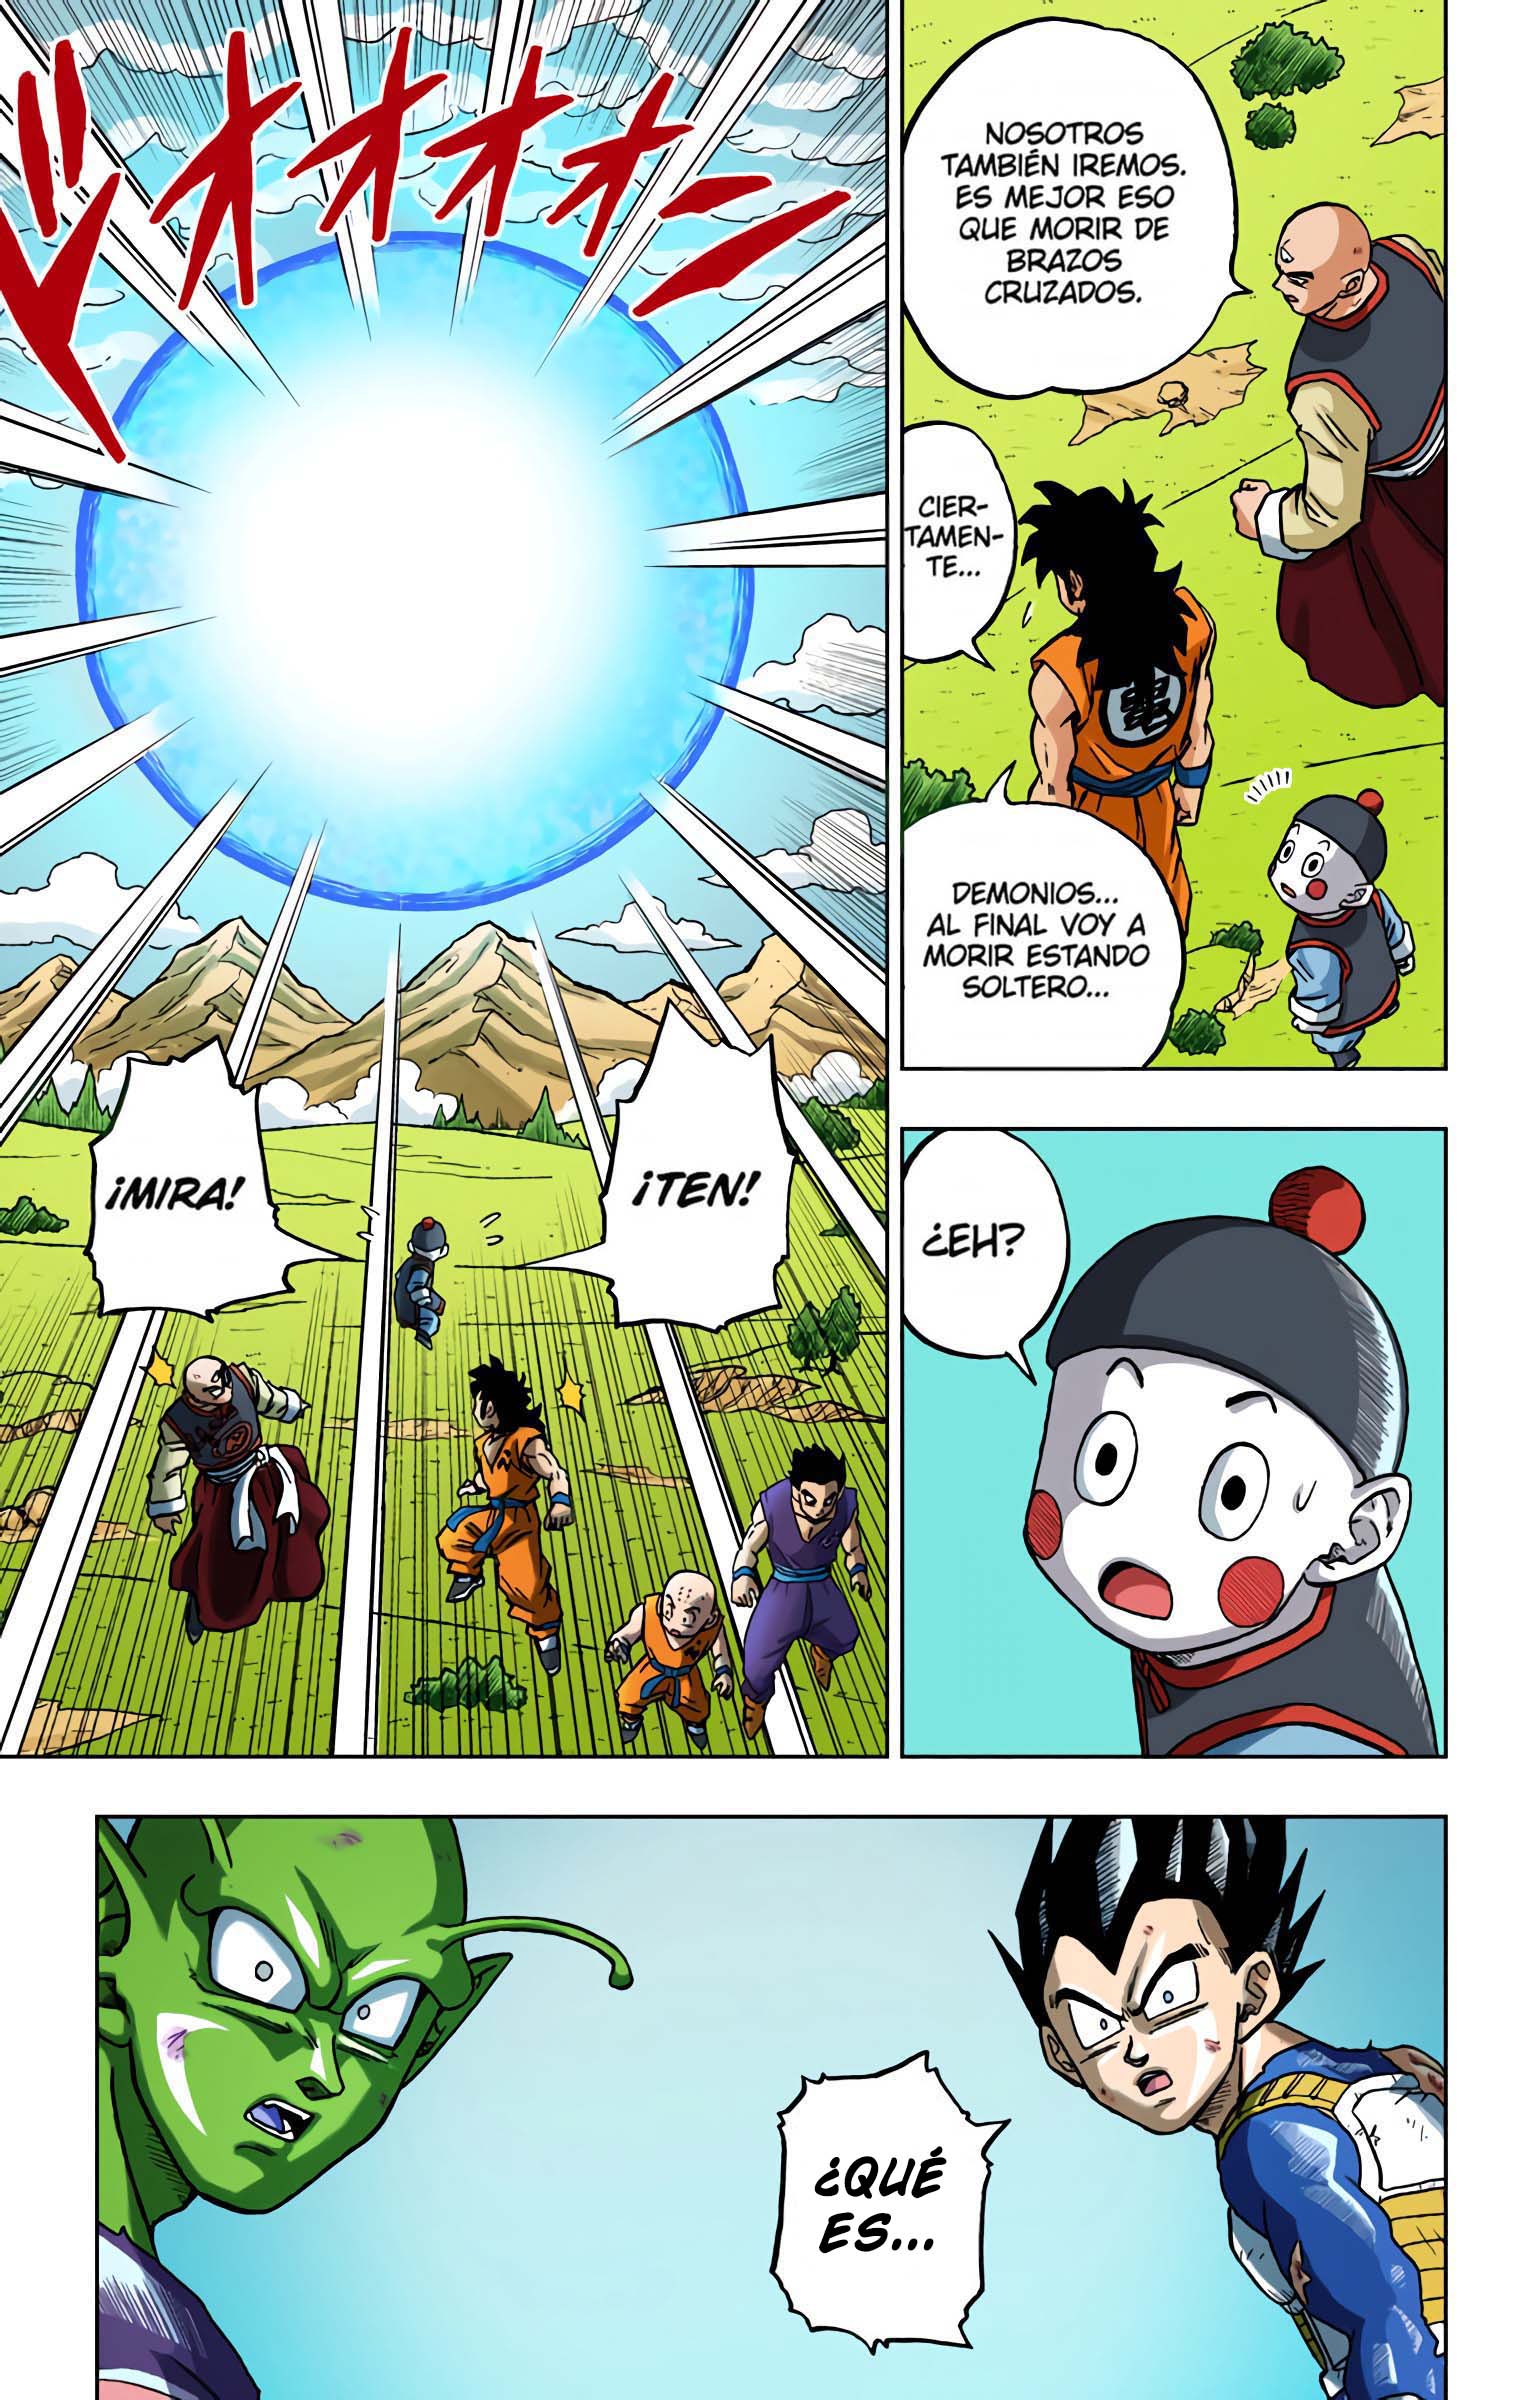 NOSOTROS
TAMBIÉN IREMOS.
ES MEJOR ESO
QUE MORIR DE
BRAZOS
CRUZADOS.
CIER-
TAMEN-
TE...
DEMONIOS...
AL FINAL VOY A
MORIR ESTANDO
SOLTERO...
¿EH?
ドオオオオン
¡TEN!
¡MIRA!
¿QUÉ
ES...